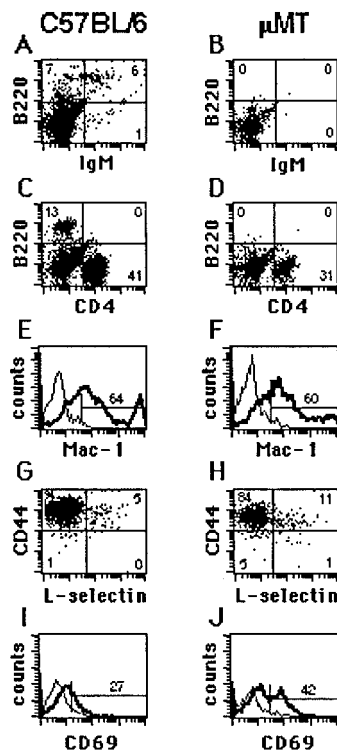 C57BL/6 μMT
A B
7 6 0 0
1 0
B220 B220
IgM IgM
C D
13 0 0 0
41 31
B220 B220
CD4 CD4
E F
64 60
counts counts
Mac-1 Mac-1
G H
5 84 11
1 0 5 1
CD44 CD44
L-selectin L-selectin
I J
27 42
counts counts
CD69 CD69